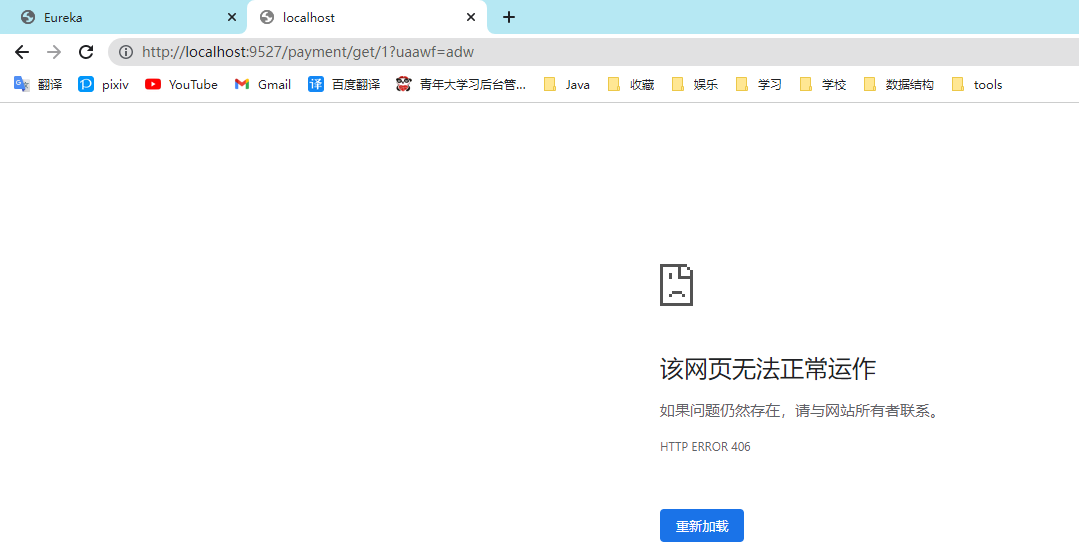 Eureka
localhost
http://localhost:9527/payment/get/1?uaawf=adw
翻译 pixiv YouTube Gmail 译 百度翻译 青年大学习后台管... Java 收藏 娱乐 学习 学校 数据结构 tools
该网页无法正常运作
如果问题仍然存在，请与网站所有者联系。
HTTP ERROR 406
重新加载